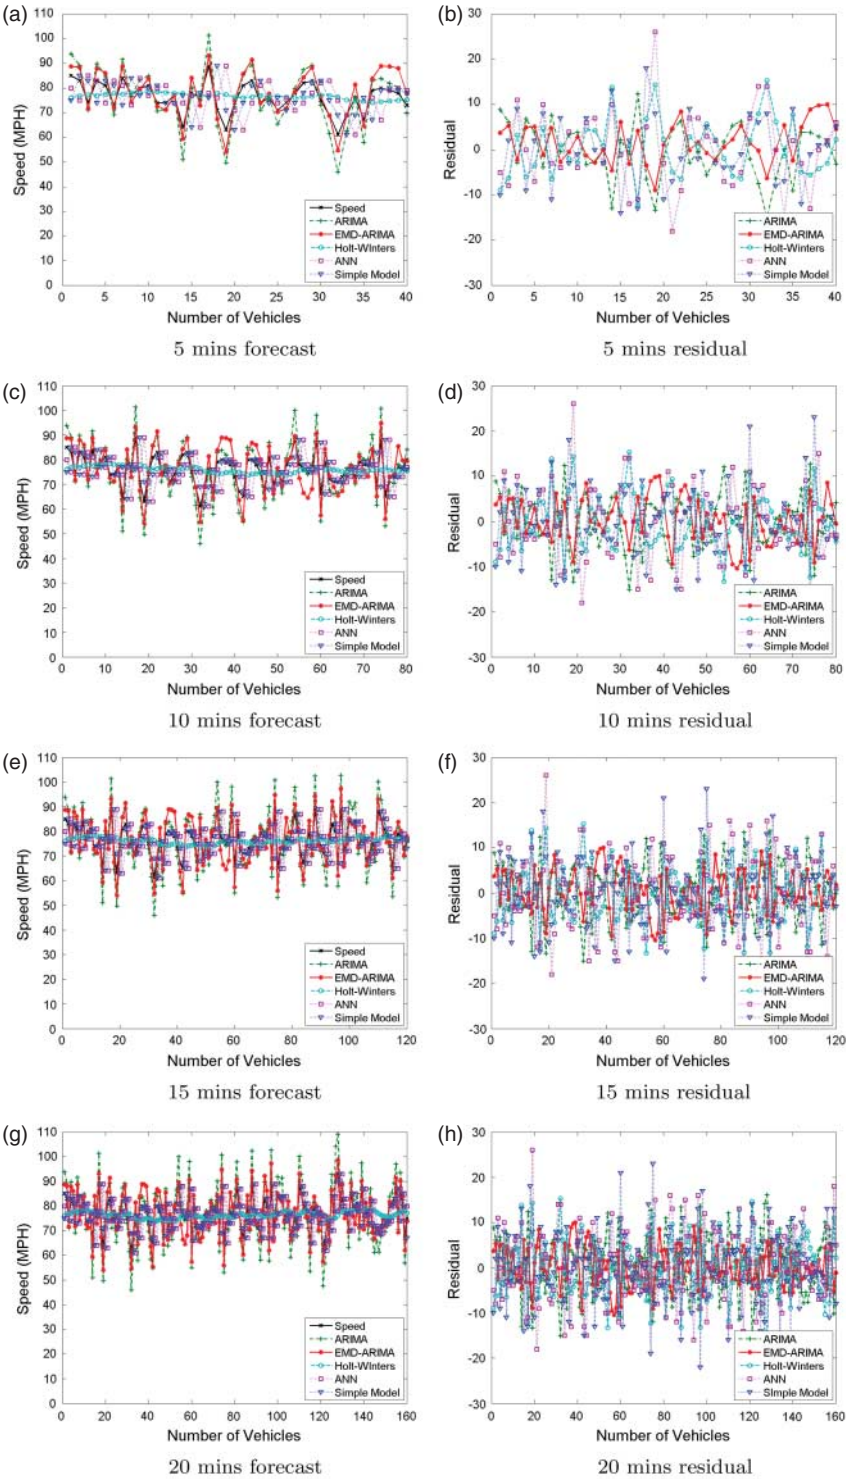 (a)
110
100
90
80
70
60
50
40
30
20
10
0
Speed (MPH)
Speed
ARIMA
EMD-ARIMA
Holt-Winters
ANN
Simple Model
0 5 10 15 20 25 30 35 40
Number of Vehicles
5 mins forecast
(b)
30
20
10
0
-10
-20
-30
Residual
ARIMA
EMD-ARIMA
Holt-Winters
ANN
Simple Model
0 5 10 15 20 25 30 35 40
Number of Vehicles
5 mins residual
(c)
110
100
90
80
70
60
50
40
30
20
10
0
Speed (MPH)
Speed
ARIMA
EMD-ARIMA
Holt-Winters
ANN
Simple Model
0 10 20 30 40 50 60 70 80
Number of Vehicles
10 mins forecast
(d)
30
20
10
0
-10
-20
-30
Residual
ARIMA
EMD-ARIMA
Holt-Winters
ANN
Simple Model
0 10 20 30 40 50 60 70 80
Number of Vehicles
10 mins residual
(e)
110
100
90
80
70
60
50
40
30
20
10
0
Speed (MPH)
Speed
ARIMA
EMD-ARIMA
Holt-Winters
ANN
Simple Model
0 20 40 60 80 100 120
Number of Vehicles
15 mins forecast
(f)
30
20
10
0
-10
-20
-30
Residual
ARIMA
EMD-ARIMA
Holt-Winters
ANN
Simple Model
0 20 40 60 80 100 120
Number of Vehicles
15 mins residual
(g)
110
100
90
80
70
60
50
40
30
20
10
0
Speed (MPH)
Speed
ARIMA
EMD-ARIMA
Holt-Winters
ANN
Simple Model
0 20 40 60 80 100 120 140 160
Number of Vehicles
20 mins forecast
(h)
30
20
10
0
-10
-20
-30
Residual
ARIMA
EMD-ARIMA
Holt-Winters
ANN
Simple Model
0 20 40 60 80 100 120 140 160
Number of Vehicles
20 mins residual